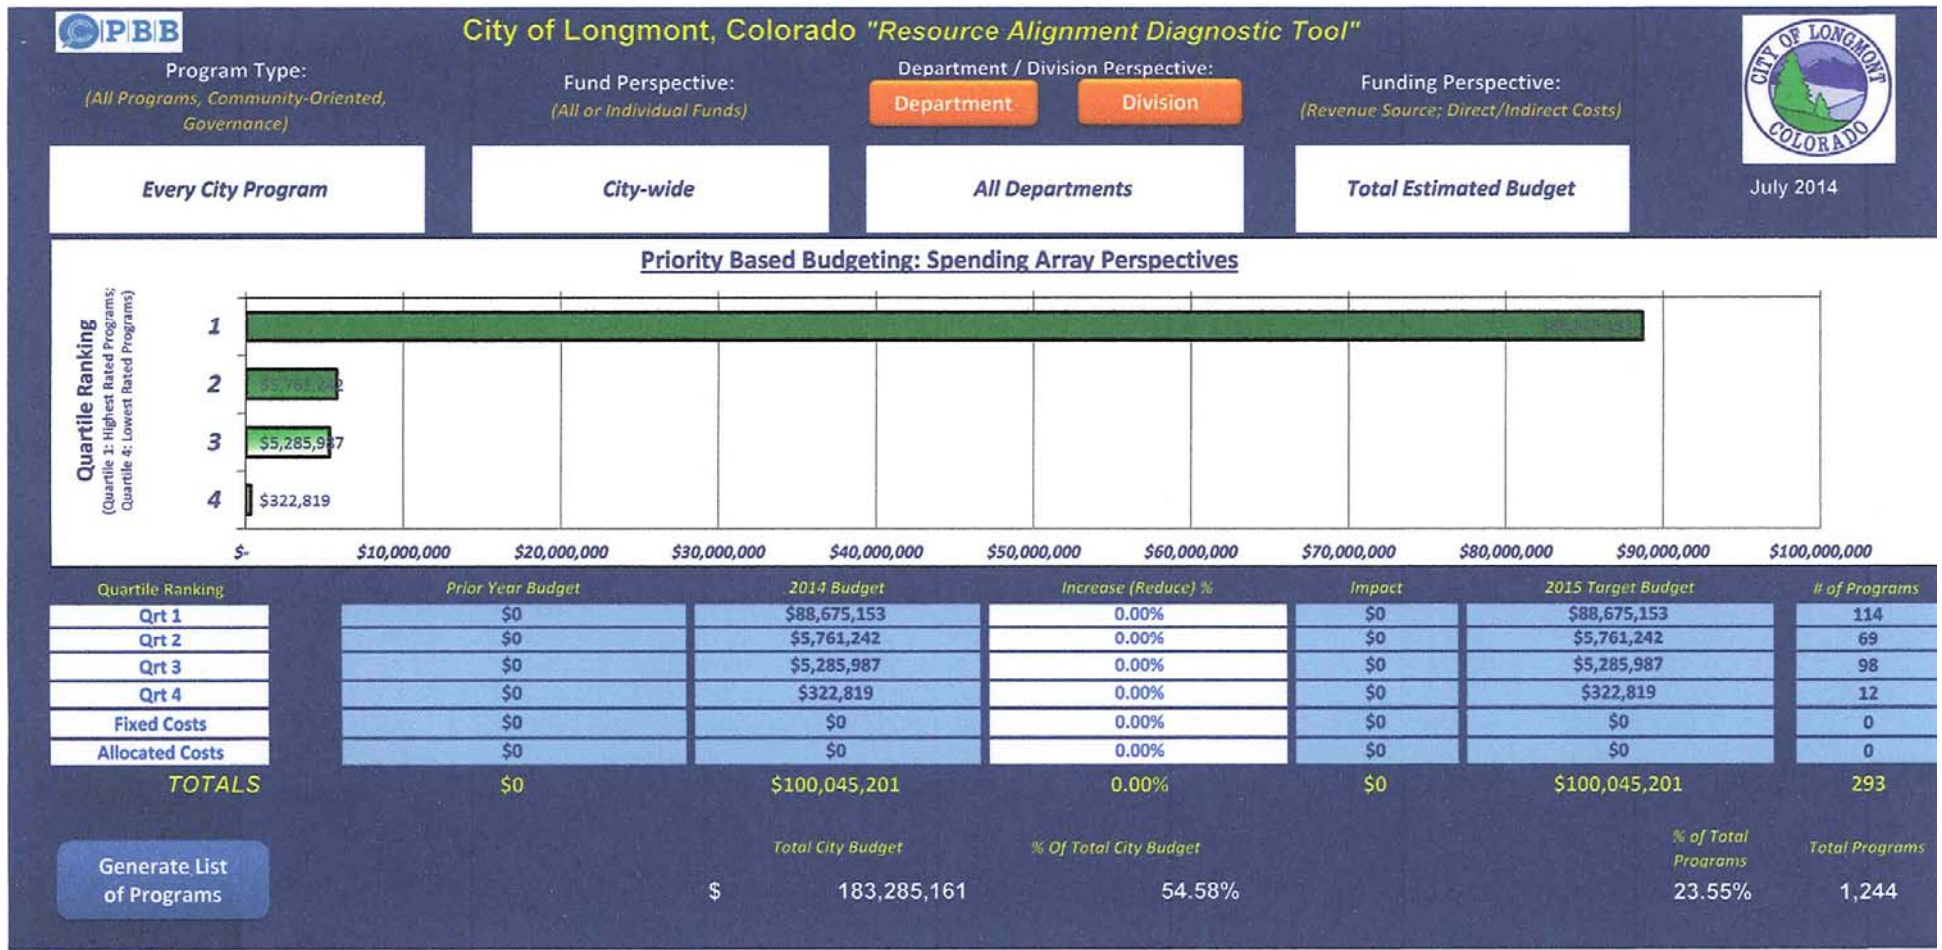 PBB
City of Longmont, Colorado "Resource Alignment Diagnostic Tool"
Program Type:
(All Programs, Community-Oriented,
Governance)
Fund Perspective:
(All or Individual Funds)
Department / Division Perspective:
Department Division
Funding Perspective:
(Revenue Source; Direct/Indirect Costs)
CITY OF LONGMONT
COLORADO
Every City Program City-wide All Departments Total Estimated Budget July 2014
Priority Based Budgeting: Spending Array Perspectives
Quartile Ranking
(Quartile 1: Highest Rated Programs;
Quartile 4: Lowest Rated Programs)
1
2 $5,761,242
3 $5,285,987
4 $322,819
$- $10,000,000 $20,000,000 $30,000,000 $40,000,000 $50,000,000 $60,000,000 $70,000,000 $80,000,000 $90,000,000 $100,000,000
Quartile Ranking Prior Year Budget 2014 Budget Increase (Reduce) % Impact 2015 Target Budget # of Programs
Qrt 1 $0 $88,675,153 0.00% $0 $88,675,153 114
Qrt 2 $0 $5,761,242 0.00% $0 $5,761,242 69
Qrt 3 $0 $5,285,987 0.00% $0 $5,285,987 98
Qrt 4 $0 $322,819 0.00% $0 $322,819 12
Fixed Costs $0 $0 0.00% $0 $0 0
Allocated Costs $0 $0 0.00% $0 $0 0
TOTALS $0 $100,045,201 0.00% $0 $100,045,201 293
Generate List
of Programs
Total City Budget % Of Total City Budget % of Total
Programs Total Programs
$ 183,285,161 54.58% 23.55% 1,244